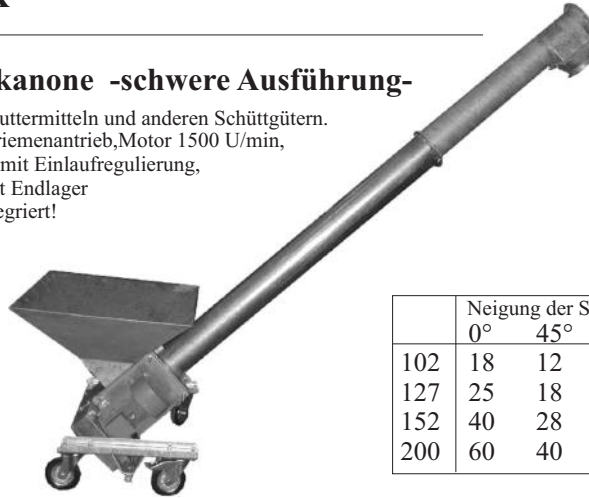 kanone -schwere Ausführung-
uttermitteln und anderen Schüttgütern.
riemenantrieb,Motor 1500 U/min,
mit Einlaufregulierung,
t Endlager
egriert!
Neigung der S
0° 45°
102 18 12
127 25 18
152 40 28
200 60 40